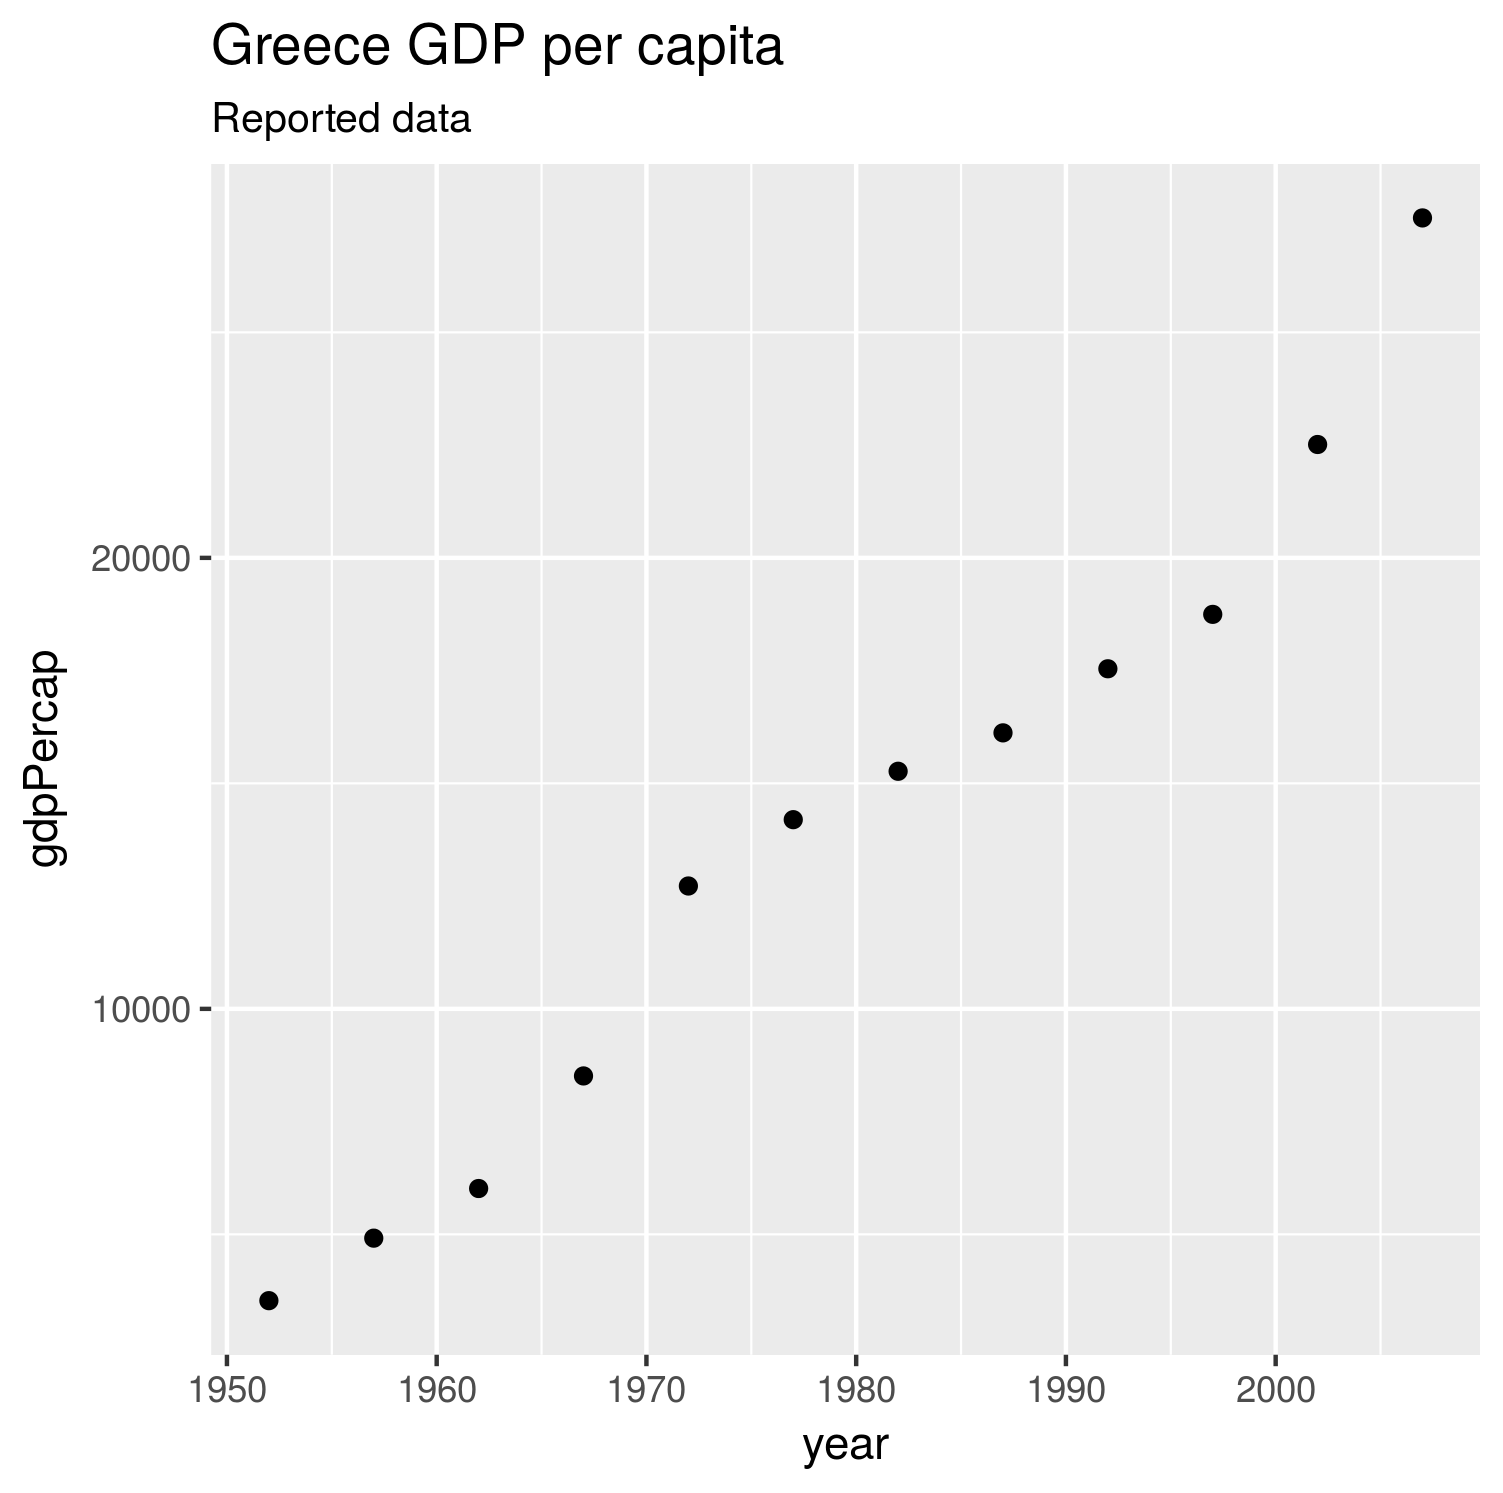 Greece GDP per capita
Reported data
20000
10000
gdpPercap
1950 1960 1970 1980 1990 2000
year